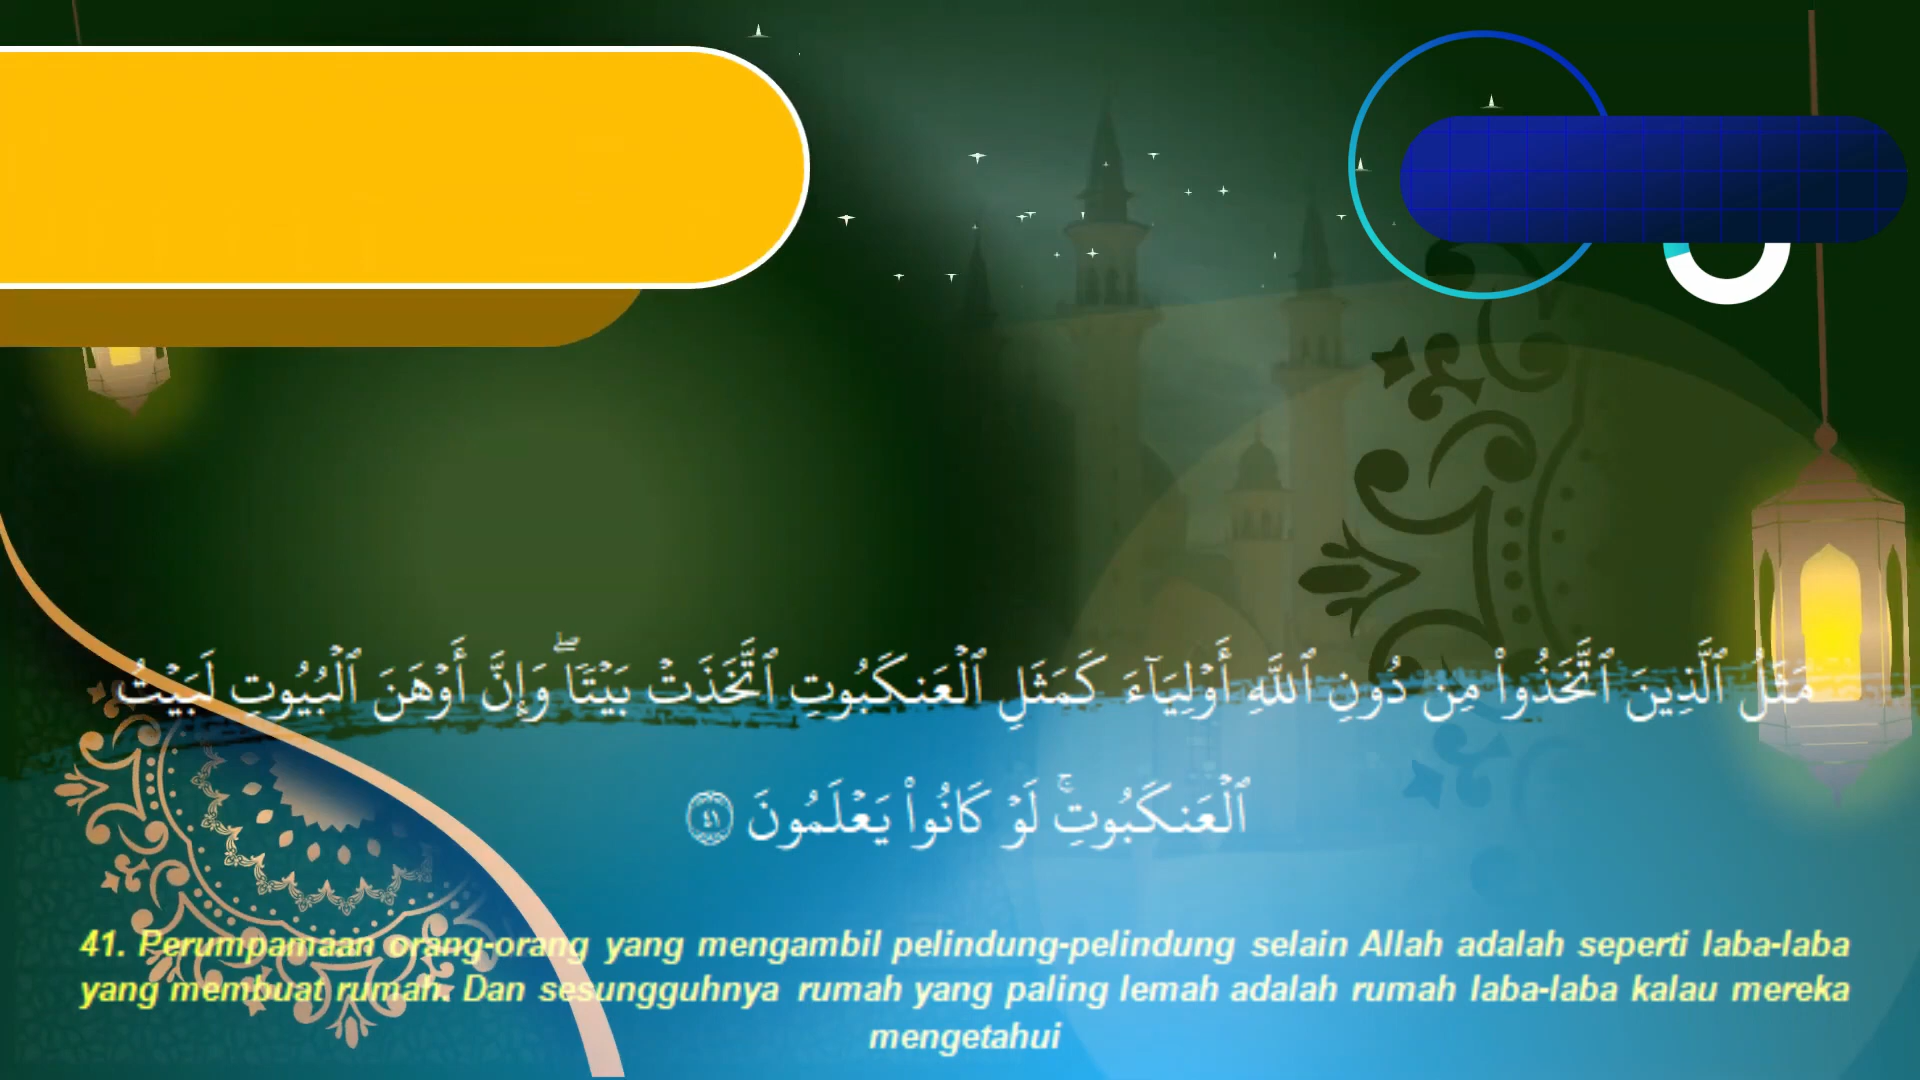 مَثَلُ ٱلَّذِينَ ٱتَّخَذُوا۟ مِن دُونِ ٱللَّهِ أَوْلِيَآءَ كَمَثَلِ ٱلْعَنكَبُوتِ ٱتَّخَذَتْ بَيْتًا ۖ وَإِنَّ أَوْهَنَ ٱلْبُيُوتِ لَبَيْتُ
ٱلْعَنكَبُوتِ ۚ لَوْ كَانُوا۟ يَعْلَمُونَ ٤١
41. Perumpamaan orang-orang yang mengambil pelindung-pelindung selain Allah adalah seperti laba-laba
yang membuat rumah. Dan sesungguhnya rumah yang paling lemah adalah rumah laba-laba kalau mereka
mengetahui